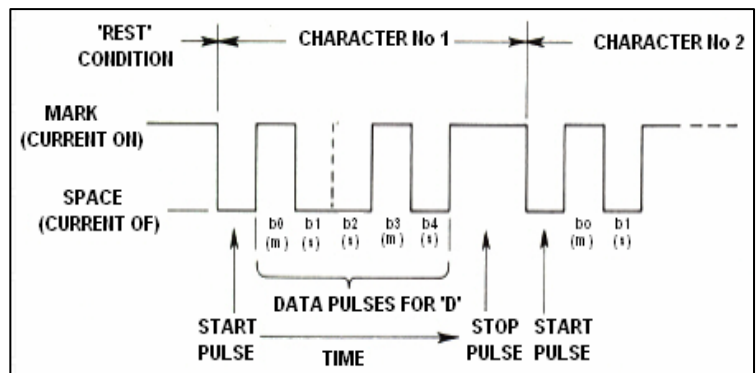 'REST'
CONDITION
CHARACTER No 1
CHARACTER No 2
MARK
(CURRENT ON)
SPACE
(CURRENT OF)
b0 b1 b2 b3 b4
(m) (s) (s) (m) (s)
bo b1
(m) (s)
DATA PULSES FOR 'D'
START
PULSE
TIME
STOP
PULSE
START
PULSE